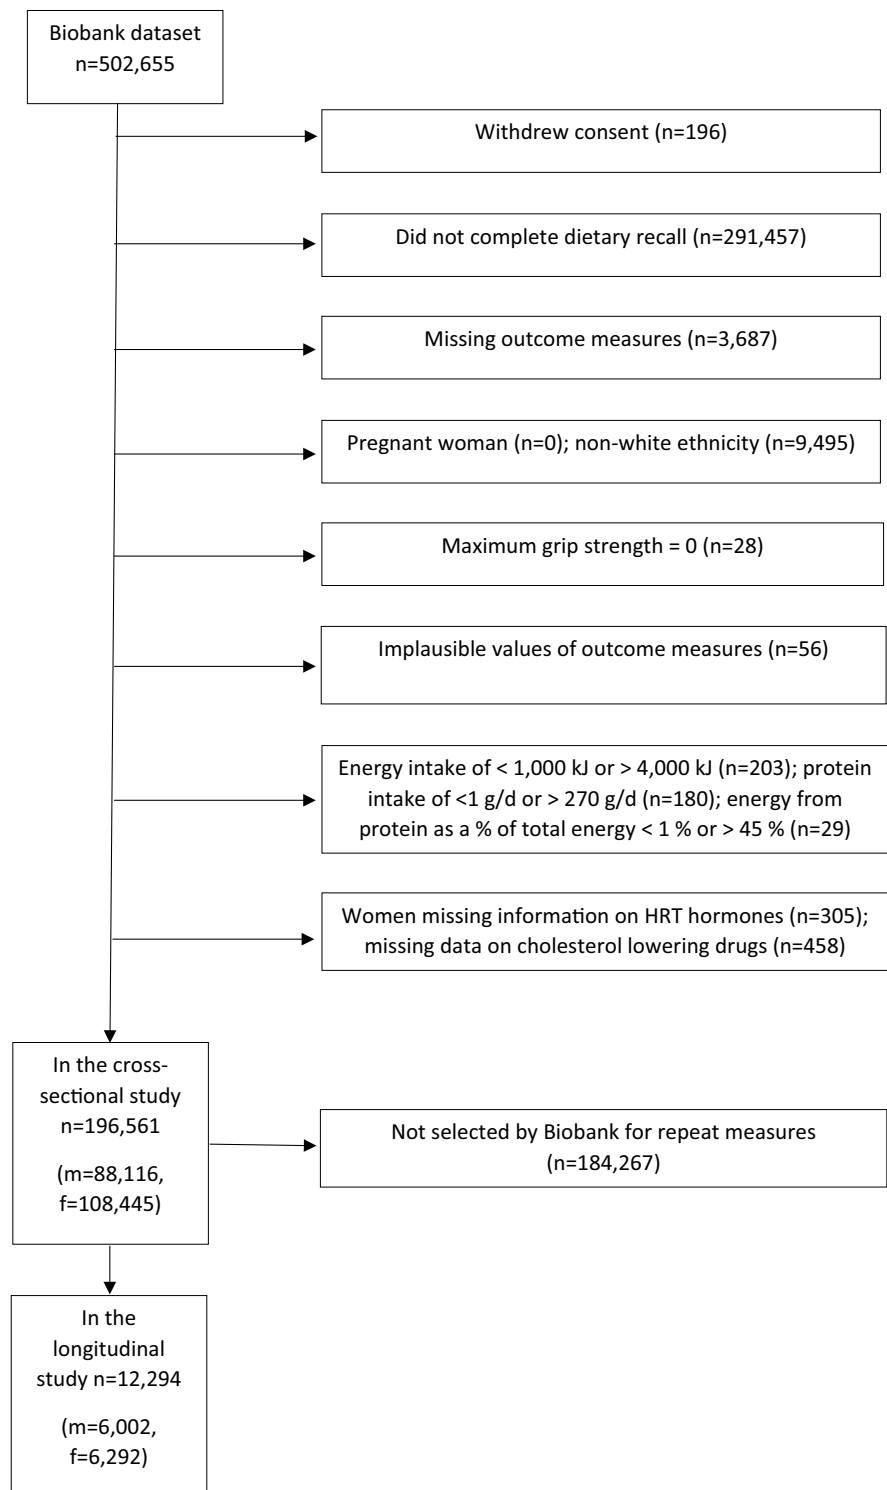 Biobank dataset
n=502,655
Withdrew consent (n=196)
Did not complete dietary recall (n=291,457)
Missing outcome measures (n=3,687)
Pregnant woman (n=0); non-white ethnicity (n=9,495)
Maximum grip strength = 0 (n=28)
Implausible values of outcome measures (n=56)
Energy intake of < 1,000 kJ or > 4,000 kJ (n=203); protein
intake of <1 g/d or > 270 g/d (n=180); energy from
protein as a % of total energy < 1 % or > 45 % (n=29)
Women missing information on HRT hormones (n=305);
missing data on cholesterol lowering drugs (n=458)
In the cross-
sectional study
n=196,561
(m=88,116,
f=108,445)
Not selected by Biobank for repeat measures
(n=184,267)
In the
longitudinal
study n=12,294
(m=6,002,
f=6,292)